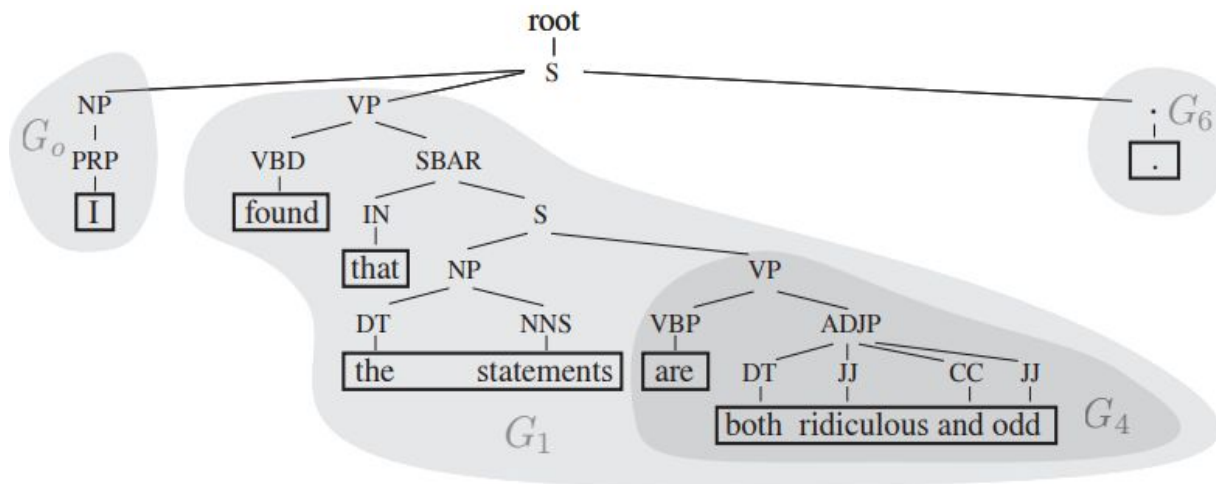 root
S
NP VP . G6
Go PRP VBD SBAR .
I found IN S
that NP VP
DT NNS VBP ADJP
the statements are DT JJ CC JJ
G1 both ridiculous and odd G4